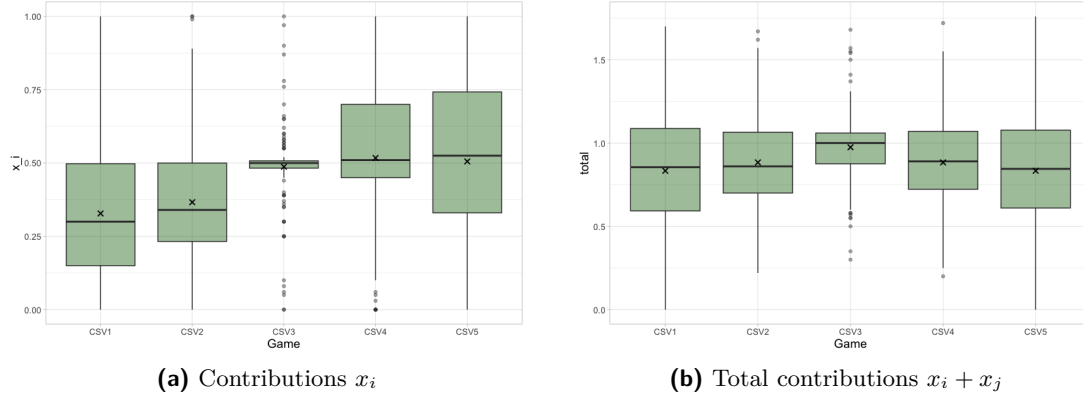 1.00
0.75
0.50
0.25
0.00
x_i
CSV1 CSV2 CSV3 CSV4 CSV5
Game
(a) Contributions x_i
1.5
1.0
0.5
0.0
total
CSV1 CSV2 CSV3 CSV4 CSV5
Game
(b) Total contributions x_i + x_j